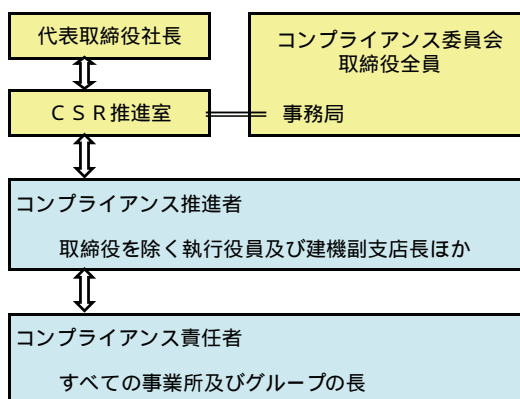 代表取締役社長
コンプライアンス委員会
取締役全員
ＣＳＲ推進室
事務局
コンプライアンス推進者
取締役を除く執行役員及び建機副支店長ほか
コンプライアンス責任者
すべての事業所及びグループの長